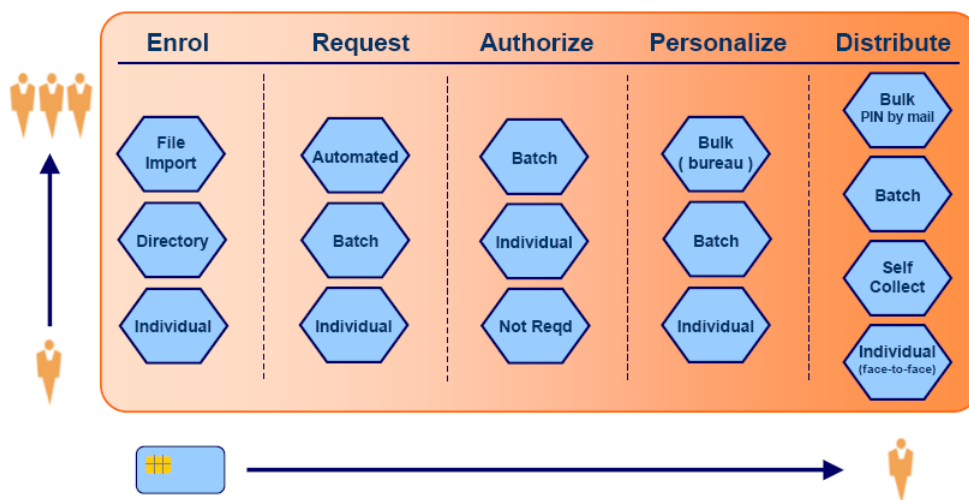 Enrol
Request
Authorize
Personalize
Distribute
File
Import
Directory
Individual
Automated
Batch
Individual
Batch
Individual
Not Reqd
Bulk
( bureau )
Batch
Individual
Bulk
PIN by mail
Batch
Self
Collect
Individual
(face-to-face)